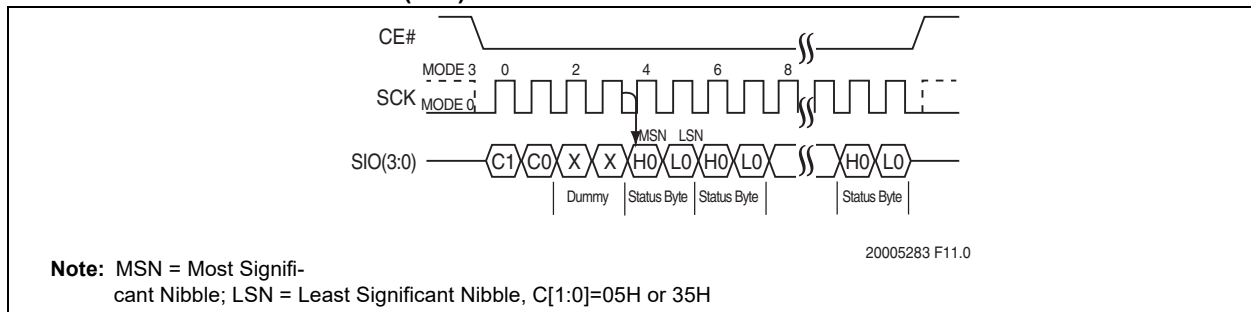 CE#
MODE 3 0 2 4 6 8
SCK
MODE 0
MSN LSN
SIO(3:0) C1 C0 X X H0 L0 H0 L0 H0 L0
Dummy Status Byte Status Byte Status Byte
20005283 F11.0
Note: MSN = Most Signifi-
cant Nibble; LSN = Least Significant Nibble, C[1:0]=05H or 35H